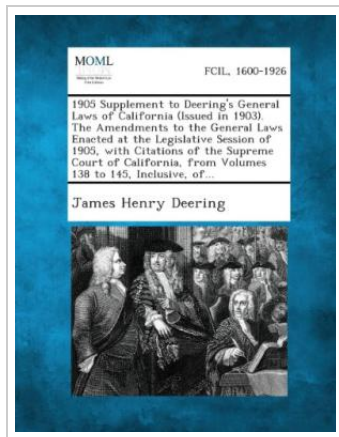 MOML
FCIL, 1600-1926
1905 Supplement to Deering's General
Laws of California (Issued in 1903).
The Amendments to the General Laws
Enacted at the Legislative Session of
1905, with Citations of the Supreme
Court of California, from Volumes
138 to 145, Inclusive, of...
James Henry Deering